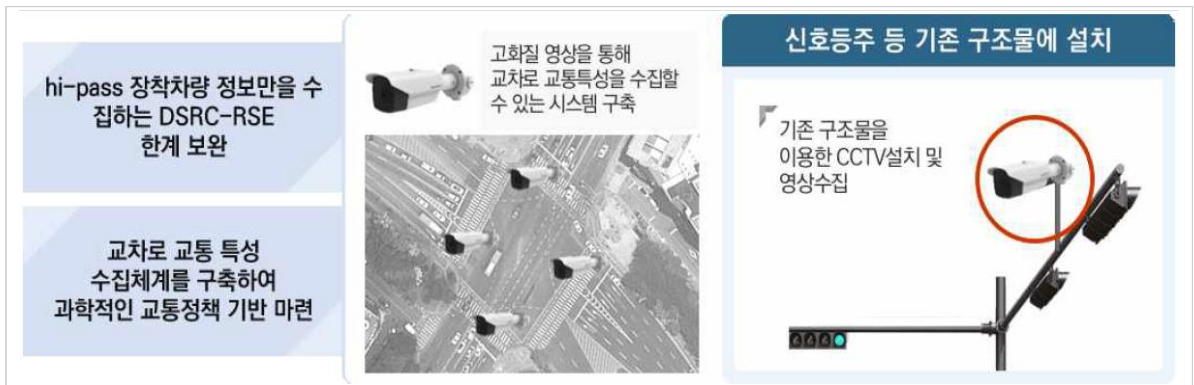 hi-pass 장착차량 정보만을 수
집하는 DSRC-RSE
한계 보완
교차로 교통 특성
수집체계를 구축하여
과학적인 교통정책 기반 마련
고화질 영상을 통해
교차로 교통특성을 수집할
수 있는 시스템 구축
신호등주 등 기존 구조물에 설치
기존 구조물을
이용한 CCTV설치 및
영상수집